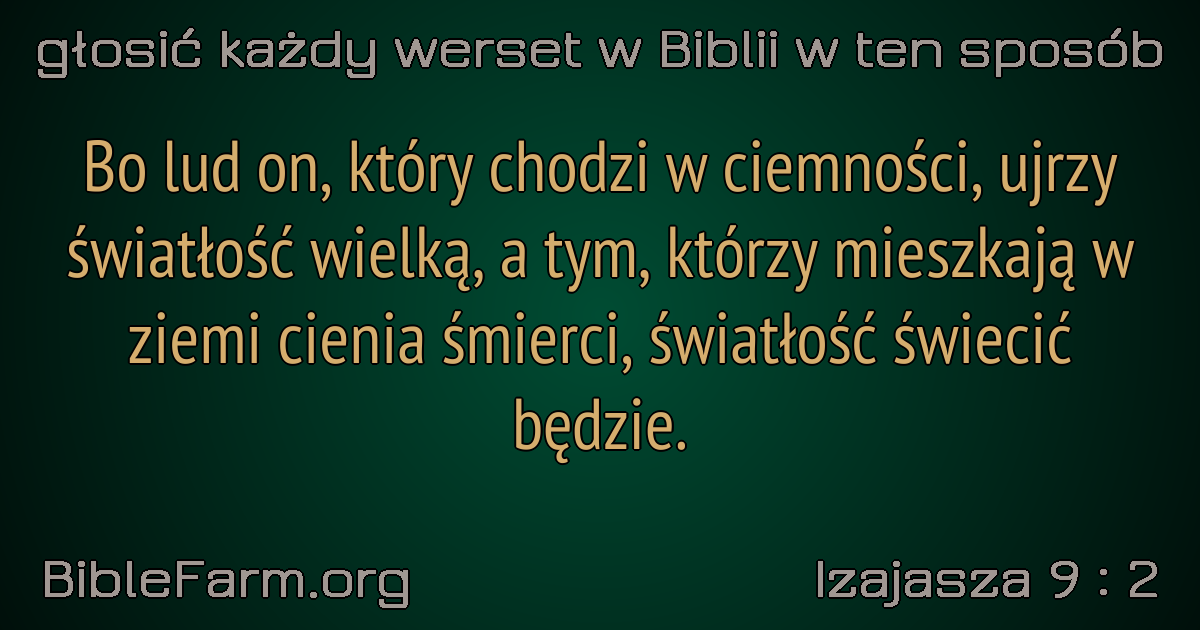 głosić każdy werset w Biblii w ten sposób
Bo lud on, który chodzi w ciemności, ujrzy
światłość wielką, a tym, którzy mieszkają w
ziemi cienia śmierci, światłość świecić
będzie.
BibleFarm.org
Izajasza 9 : 2